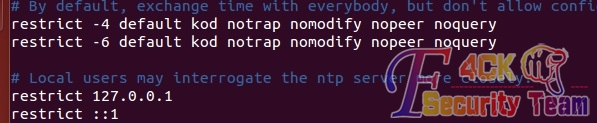 # By default, exchange time with everybody, but don't allow confi
restrict -4 default kod notrap nomodify nopeer noquery
restrict -6 default kod notrap nomodify nopeer noquery
# Local users may interrogate the ntp server
restrict 127.0.0.1
restrict ::1
F4CK
Security Team